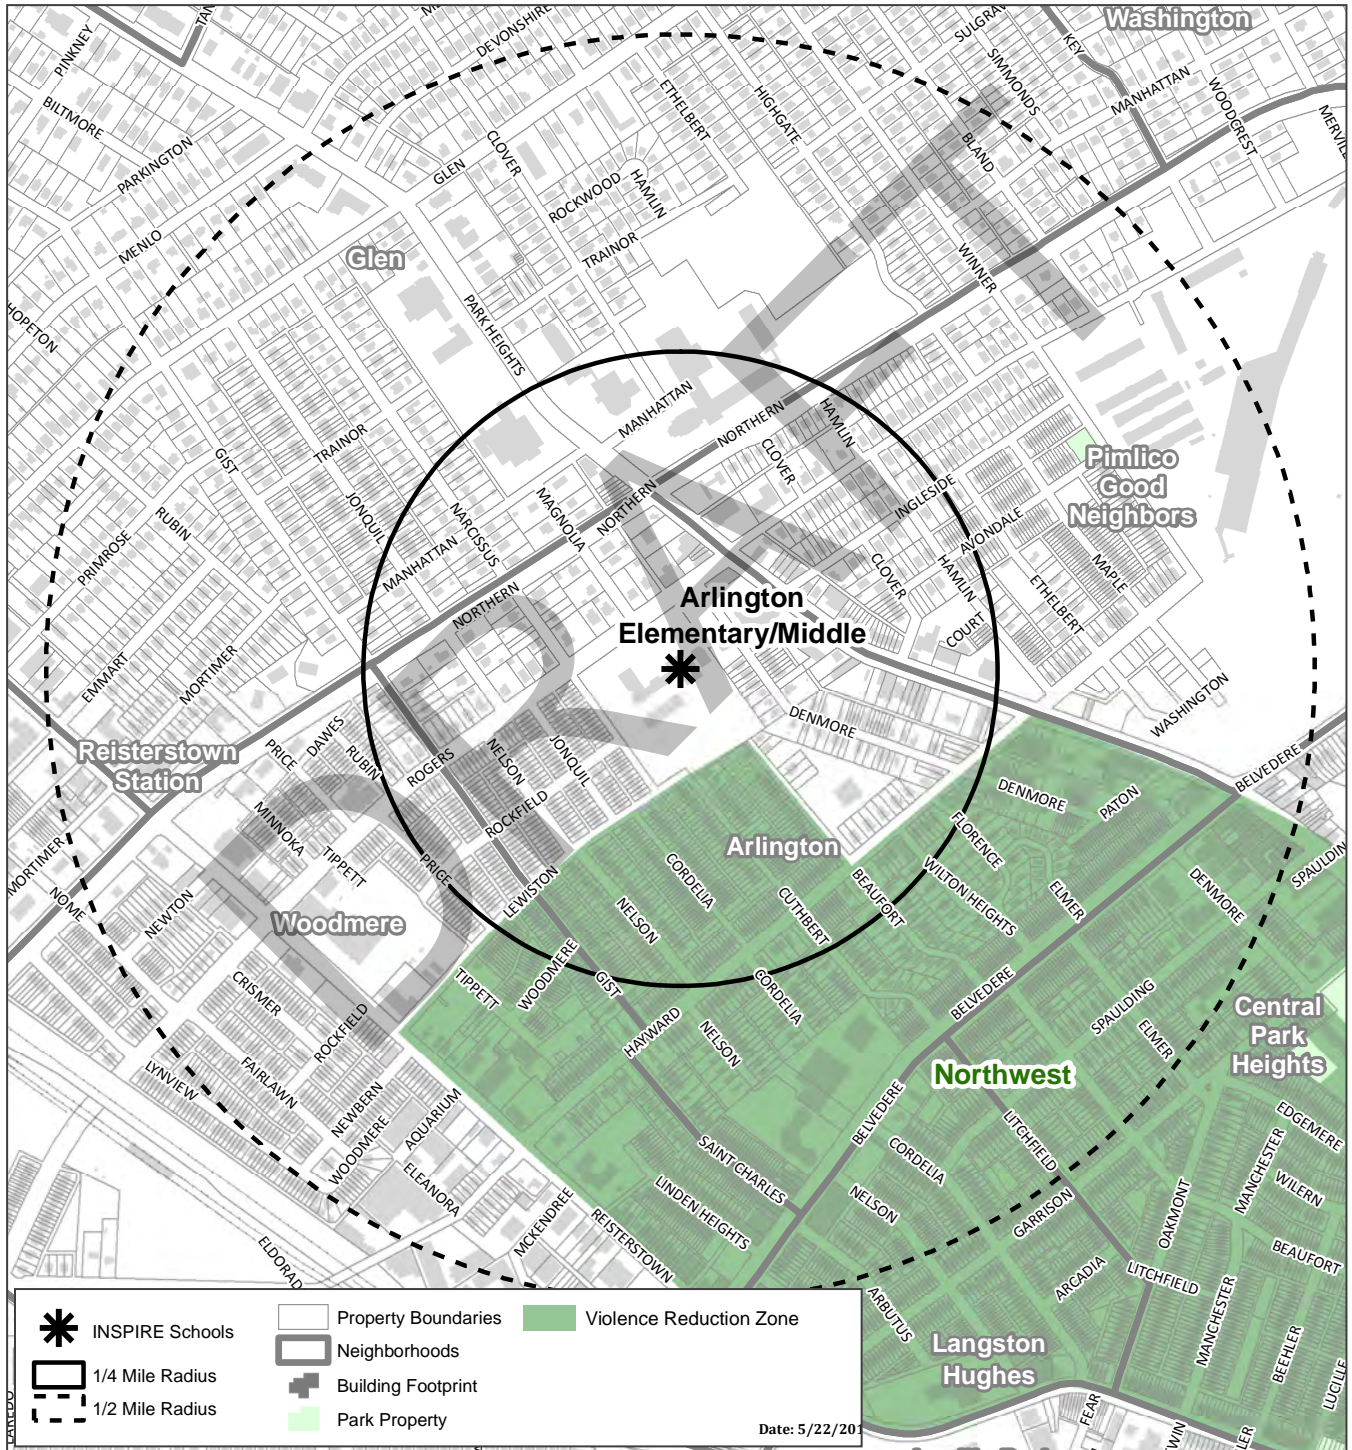 Washington
PINKNEY
DEVONSHIRE
KEY
SIMMONDS
MANHATTAN
WOODCREST
BILTMORE
PARKINGTON
MENLO
GLEN
CLOVER
ETHELBERT
HIGHGATE
BLAND
ROCKWOOD
HAMLIN
TRAINOR
WINNER
Glen
HOPETON
PARK HEIGHTS
MANHATTAN
NORTHERN
HAMLIN
CLOVER
Pimlico
Good
Neighbors
TRAINOR
GIST
JONQUIL
NARCISSUS
MAGNOLIA
NORTHERN
INGLESIDE
AVONDALE
RUBIN
PRIMROSE
MANHATTAN
NORTHERN
CLOVER
HAMLIN
MAPLE
ETHELBERT
COURT
Arlington
Elementary/Middle
EMMART
MORTIMER
WASHINGTON
DENMORE
DRAFT
Reisterstown
Station
PRICE
DAWES
RUBIN
ROGERS
NELSON
JONQUIL
ROCKFIELD
BELVEDERE
DENMORE
PATON
MINNOKA
TIPPETT
PRICE
LEWISTON
Arlington
FLORENCE
MORTIMER
NOME
NEWTON
Woodmere
CORDELIA
NELSON
CUTHBERT
BEAUFORT
WILTON HEIGHTS
ELMER
DENMORE
TIPPETT
WOODMERE
GIST
CORDELIA
BELVEDERE
SPAULDING
ELMER
Central
Park
Heights
CRISMER
ROCKFIELD
HAYWARD
NELSON
Northwest
LYNVIEW
FAIRLAWN
NEWBERN
WOODMERE
AQUARIUM
ELEANORA
BELVEDERE
LITCHFIELD
EDGEMERE
SAINT CHARLES
CORDELIA
NELSON
LINDEN HEIGHTS
MANCHESTER
WILERN
MCKENDREE
REISTERSTOWN
GARRISON
OAKMONT
BEAUFORT
ARCADIA
LITCHFIELD
ARBUTUS
MANCHESTER
BEEHLER
LUCILLE
Langston
Hughes
FEAR
INSPIRE Schools
1/4 Mile Radius
1/2 Mile Radius
Property Boundaries
Neighborhoods
Building Footprint
Park Property
Violence Reduction Zone
Date: 5/22/201